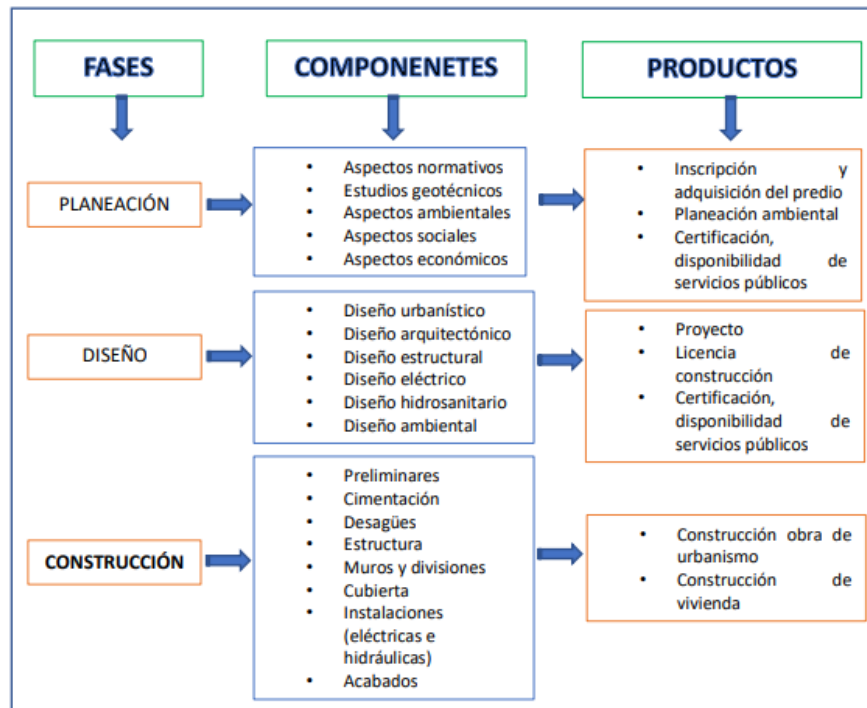 FASES
COMPONENETES
PRODUCTOS
PLANEACIÓN
• Aspectos normativos
• Estudios geotécnicos
• Aspectos ambientales
• Aspectos sociales
• Aspectos económicos
• Inscripción y
adquisición del predio
• Planeación ambiental
• Certificación,
disponibilidad de
servicios públicos
DISEÑO
• Diseño urbanístico
• Diseño arquitectónico
• Diseño estructural
• Diseño eléctrico
• Diseño hidrosanitario
• Diseño ambiental
• Proyecto
• Licencia de
construcción
• Certificación,
disponibilidad de
servicios públicos
CONSTRUCCIÓN
• Preliminares
• Cimentación
• Desagües
• Estructura
• Muros y divisiones
• Cubierta
• Instalaciones
(eléctricas e
hidráulicas)
• Acabados
• Construcción obra de
urbanismo
• Construcción de
vivienda